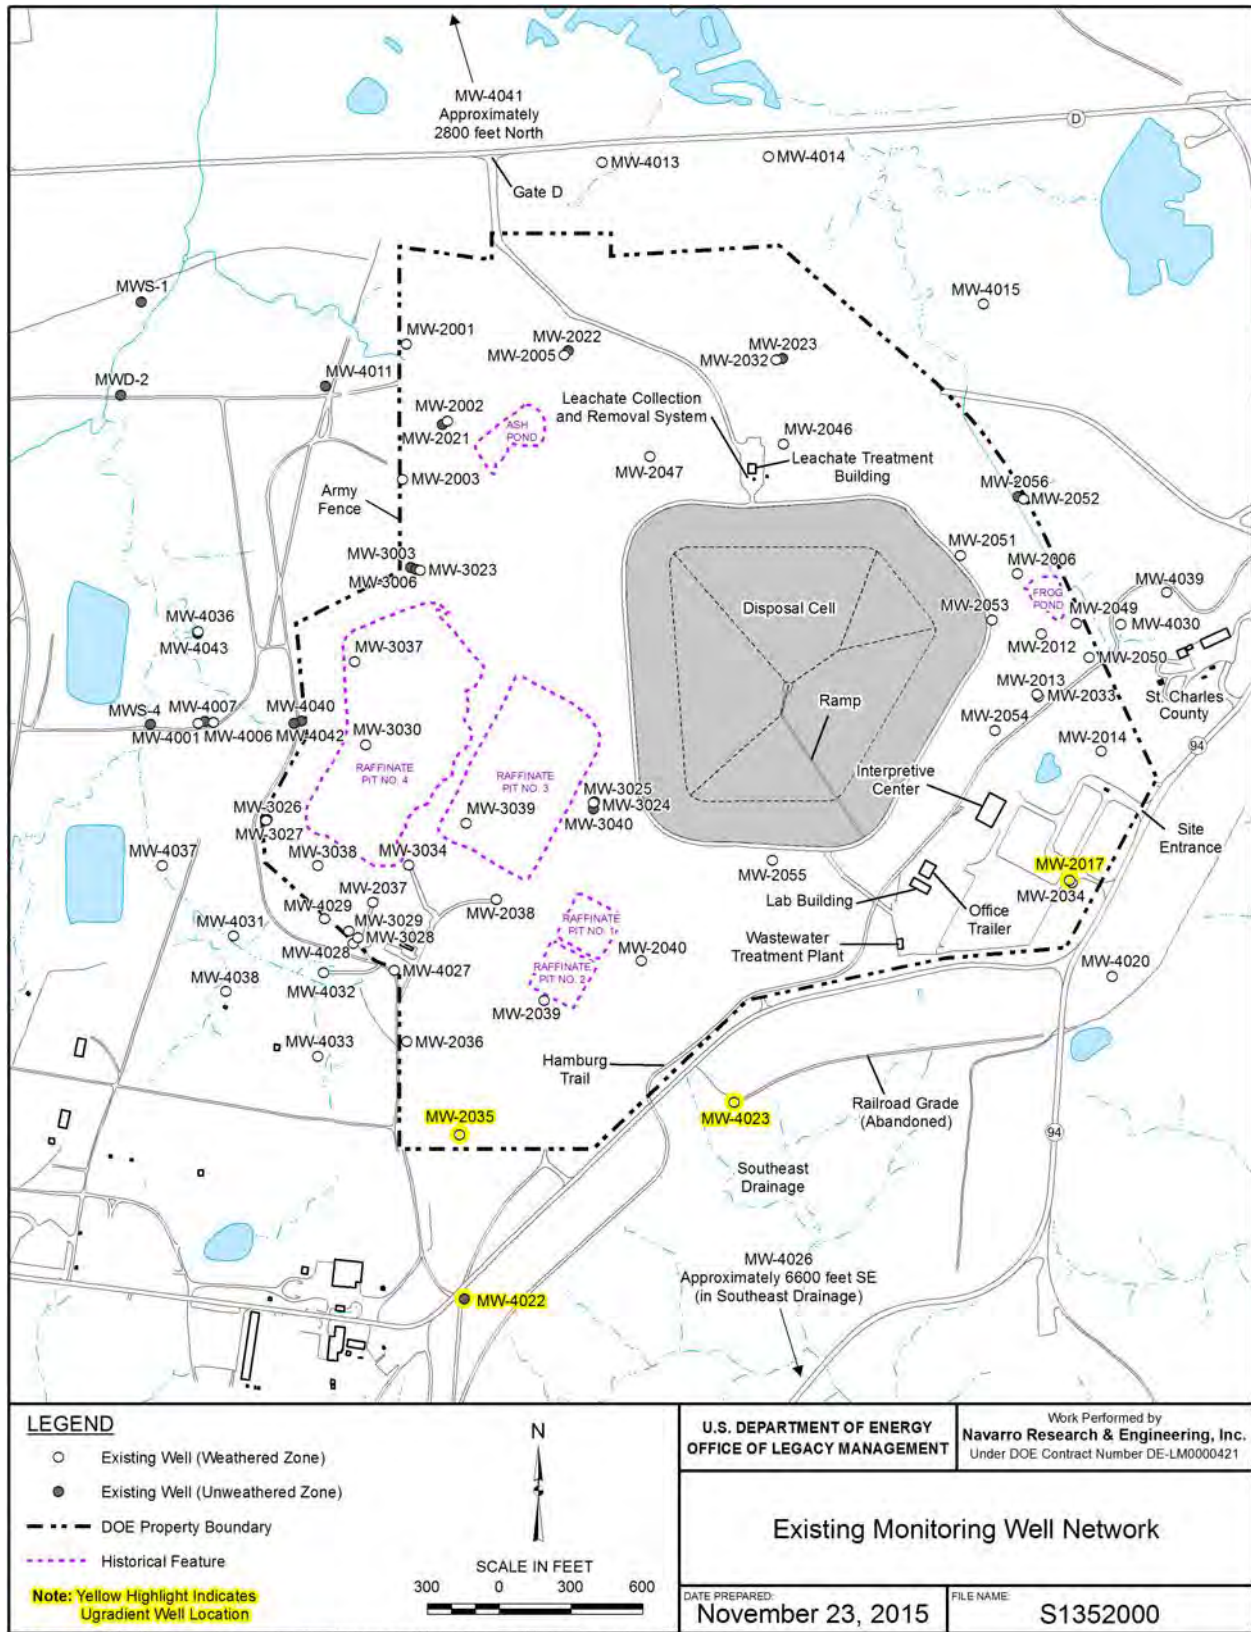 MW-4041
Approximately
2800 feet North
D
MW-4013
MW-4014
Gate D
MWS-1
MW-4015
MW-2001
MW-2022
MW-2005
MW-2023
MW-2032
MWD-2
MW-4011
Leachate Collection
and Removal System
MW-2002
MW-2021
ASH
POND
MW-2046
MW-2047
Leachate Treatment
Building
MW-2003
MW-2056
MW-2052
Army
Fence
MW-2051
MW-2006
MW-3003
MW-3023
MW-3006
MW-4039
FROG
POND
Disposal Cell
MW-2053
MW-2049
MW-4030
MW-4036
MW-4043
MW-2012
MW-2050
MW-3037
MW-2013
MW-2033
St. Charles
County
Ramp
MWS-4
MW-4007
MW-4040
MW-4001
MW-4006
MW-4042
MW-2054
MW-2014
94
MW-3030
RAFFINATE
PIT NO. 4
RAFFINATE
PIT NO. 3
Interpretive
Center
MW-3025
MW-3024
MW-3040
MW-3026
MW-3027
MW-3039
Site
Entrance
MW-4037
MW-3038
MW-3034
MW-2055
MW-2017
MW-2034
Lab Building
Office
Trailer
MW-2037
MW-2038
MW-4029
MW-3029
MW-3028
RAFFINATE
PIT NO. 1
MW-4031
MW-4028
MW-2040
Wastewater
Treatment Plant
MW-4027
RAFFINATE
PIT NO. 2
MW-4020
MW-4038
MW-4032
MW-2039
MW-4033
MW-2036
Hamburg
Trail
Railroad Grade
(Abandoned)
MW-2035
MW-4023
94
Southeast
Drainage
MW-4026
Approximately 6600 feet SE
(in Southeast Drainage)
MW-4022
LEGEND
Existing Well (Weathered Zone)
Existing Well (Unweathered Zone)
DOE Property Boundary
Historical Feature
Note: Yellow Highlight Indicates
Ugradient Well Location
N
SCALE IN FEET
300 0 300 600
U.S. DEPARTMENT OF ENERGY
OFFICE OF LEGACY MANAGEMENT
Work Performed by
Navarro Research & Engineering, Inc.
Under DOE Contract Number DE-LM0000421
Existing Monitoring Well Network
DATE PREPARED:
November 23, 2015
FILE NAME:
S1352000